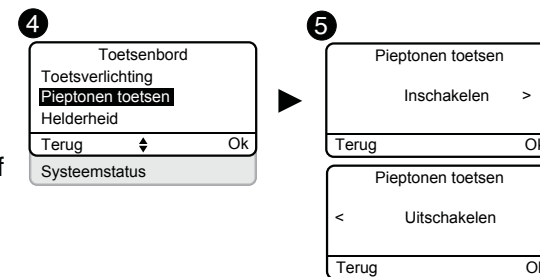 4
Toetsenbord
Toetsverlichting
Pieptonen toetsen
Helderheid
Terug Ok
Systeemstatus
f
5
Pieptonen toetsen
Inschakelen >
Terug
Pieptonen toetsen
< Uitschakelen
Terug